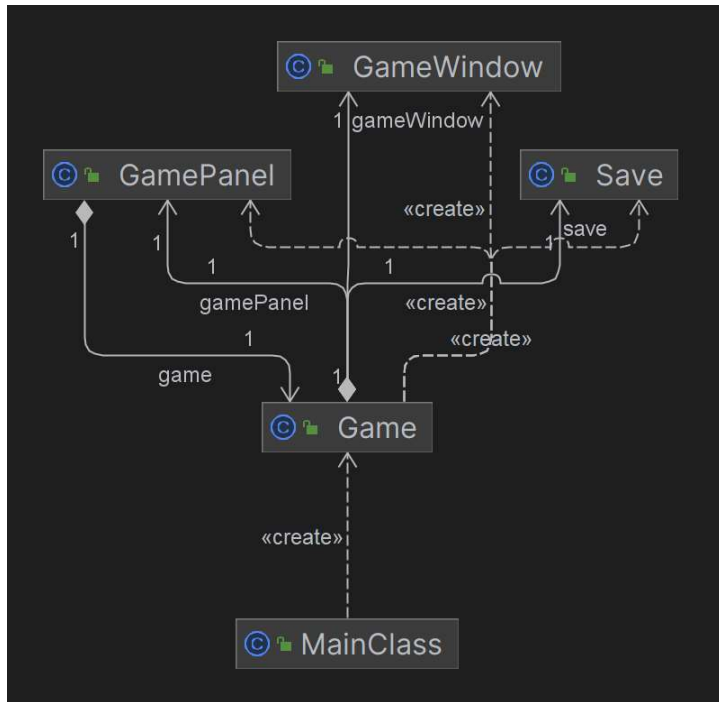 C GameWindow
1 gameWindow
C GamePanel
C Save
«create»
1
1
1
save
1
1
gamePanel
«create»
1
«create»
game
1
C Game
«create»
C MainClass